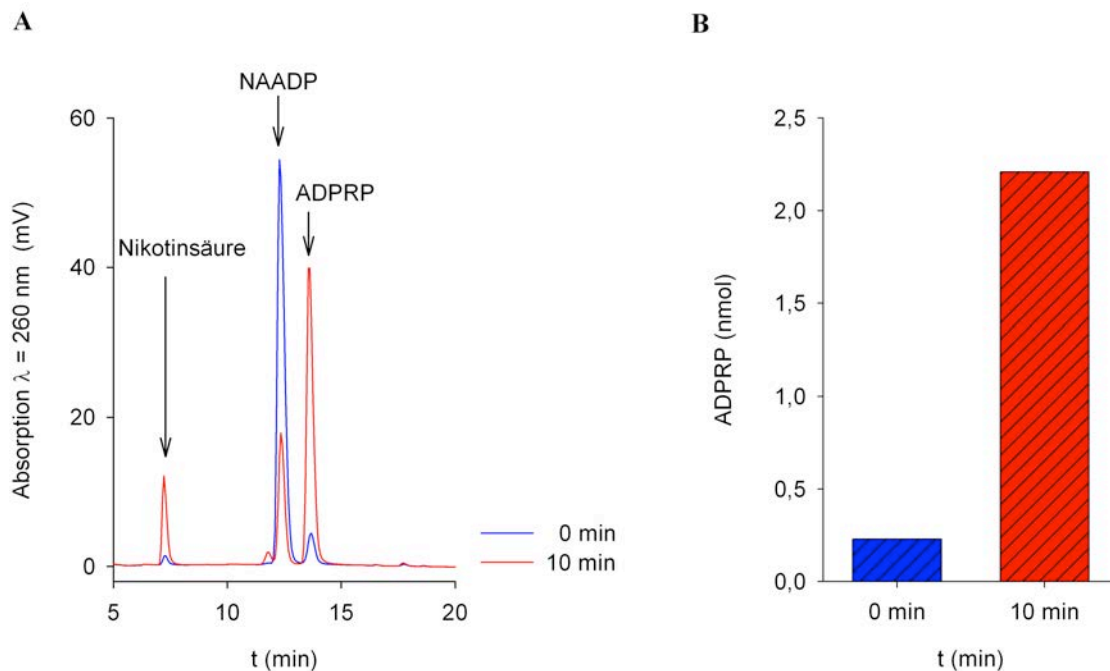 A
B
NAADP
ADPRP
Nikotinsäure
60
40
20
0
Absorption λ = 260 nm (mV)
5 10 15 20
t (min)
0 min
10 min
2,5
2,0
1,5
1,0
0,5
0,0
ADPRP (nmol)
0 min 10 min
t (min)